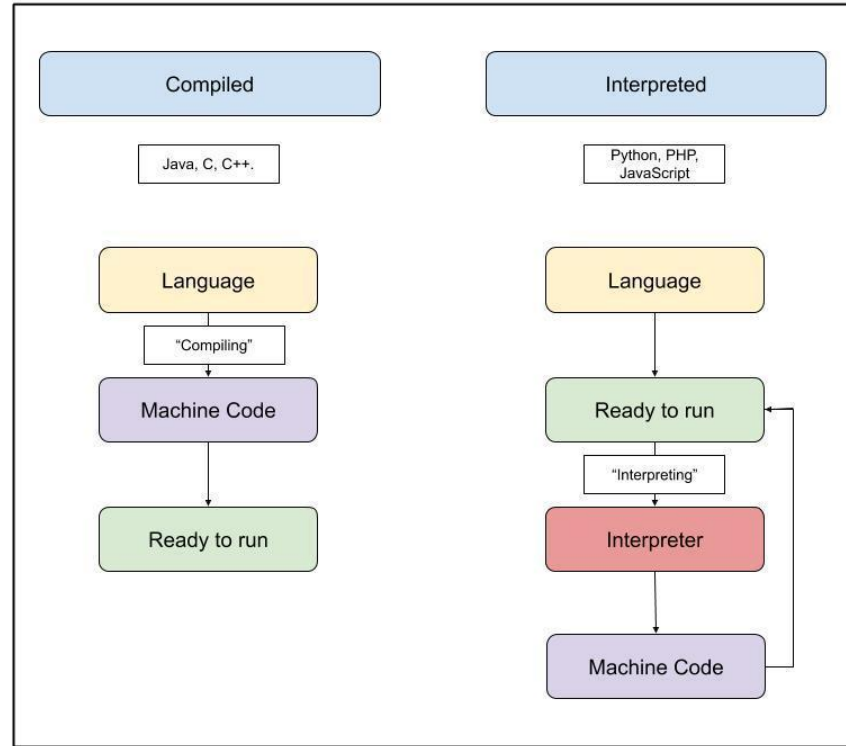 Compiled
Java, C, C++.
Language
“Compiling”
Machine Code
Ready to run
Interpreted
Python, PHP,
JavaScript
Language
Ready to run
“Interpreting”
Interpreter
Machine Code